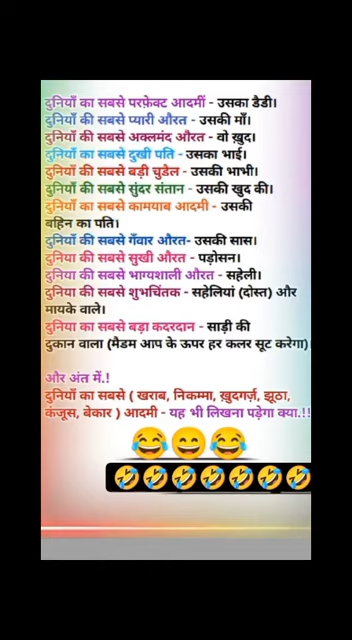 दुनियाँ का सबसे परफ़ेक्ट आदमीं - उसका डैडी।
दुनियाँ की सबसे प्यारी औरत - उसकी माँ।
दुनियाँ की सबसे अक्लमंद औरत - वो ख़ुद।
दुनियाँ का सबसे दुखी पति - उसका भाई।
दुनियाँ की सबसे बड़ी चुडैल - उसकी भाभी।
दुनियाँ की सबसे सुंदर संतान - उसकी खुद की।
दुनियाँ का सबसे कामयाब आदमी - उसकी
बहिन का पति।
दुनियाँ की सबसे गँवार औरत- उसकी सास।
दुनिया की सबसे सुखी औरत - पड़ोसन।
दुनिया की सबसे भाग्यशाली औरत - सहेली।
दुनिया की सबसे शुभचिंतक - सहेलियां (दोस्त) और
मायके वाले।
दुनिया का सबसे बड़ा कदरदान - साड़ी की
दुकान वाला (मैडम आप के ऊपर हर कलर सूट करेगा)
और अंत में.!
दुनियाँ का सबसे ( खराब, निकम्मा, ख़ुदगर्ज़, झूठा,
कंजूस, बेकार ) आदमी - यह भी लिखना पड़ेगा क्या.!!
😂😄😂
🤣🤣🤣🤣🤣🤣🤣